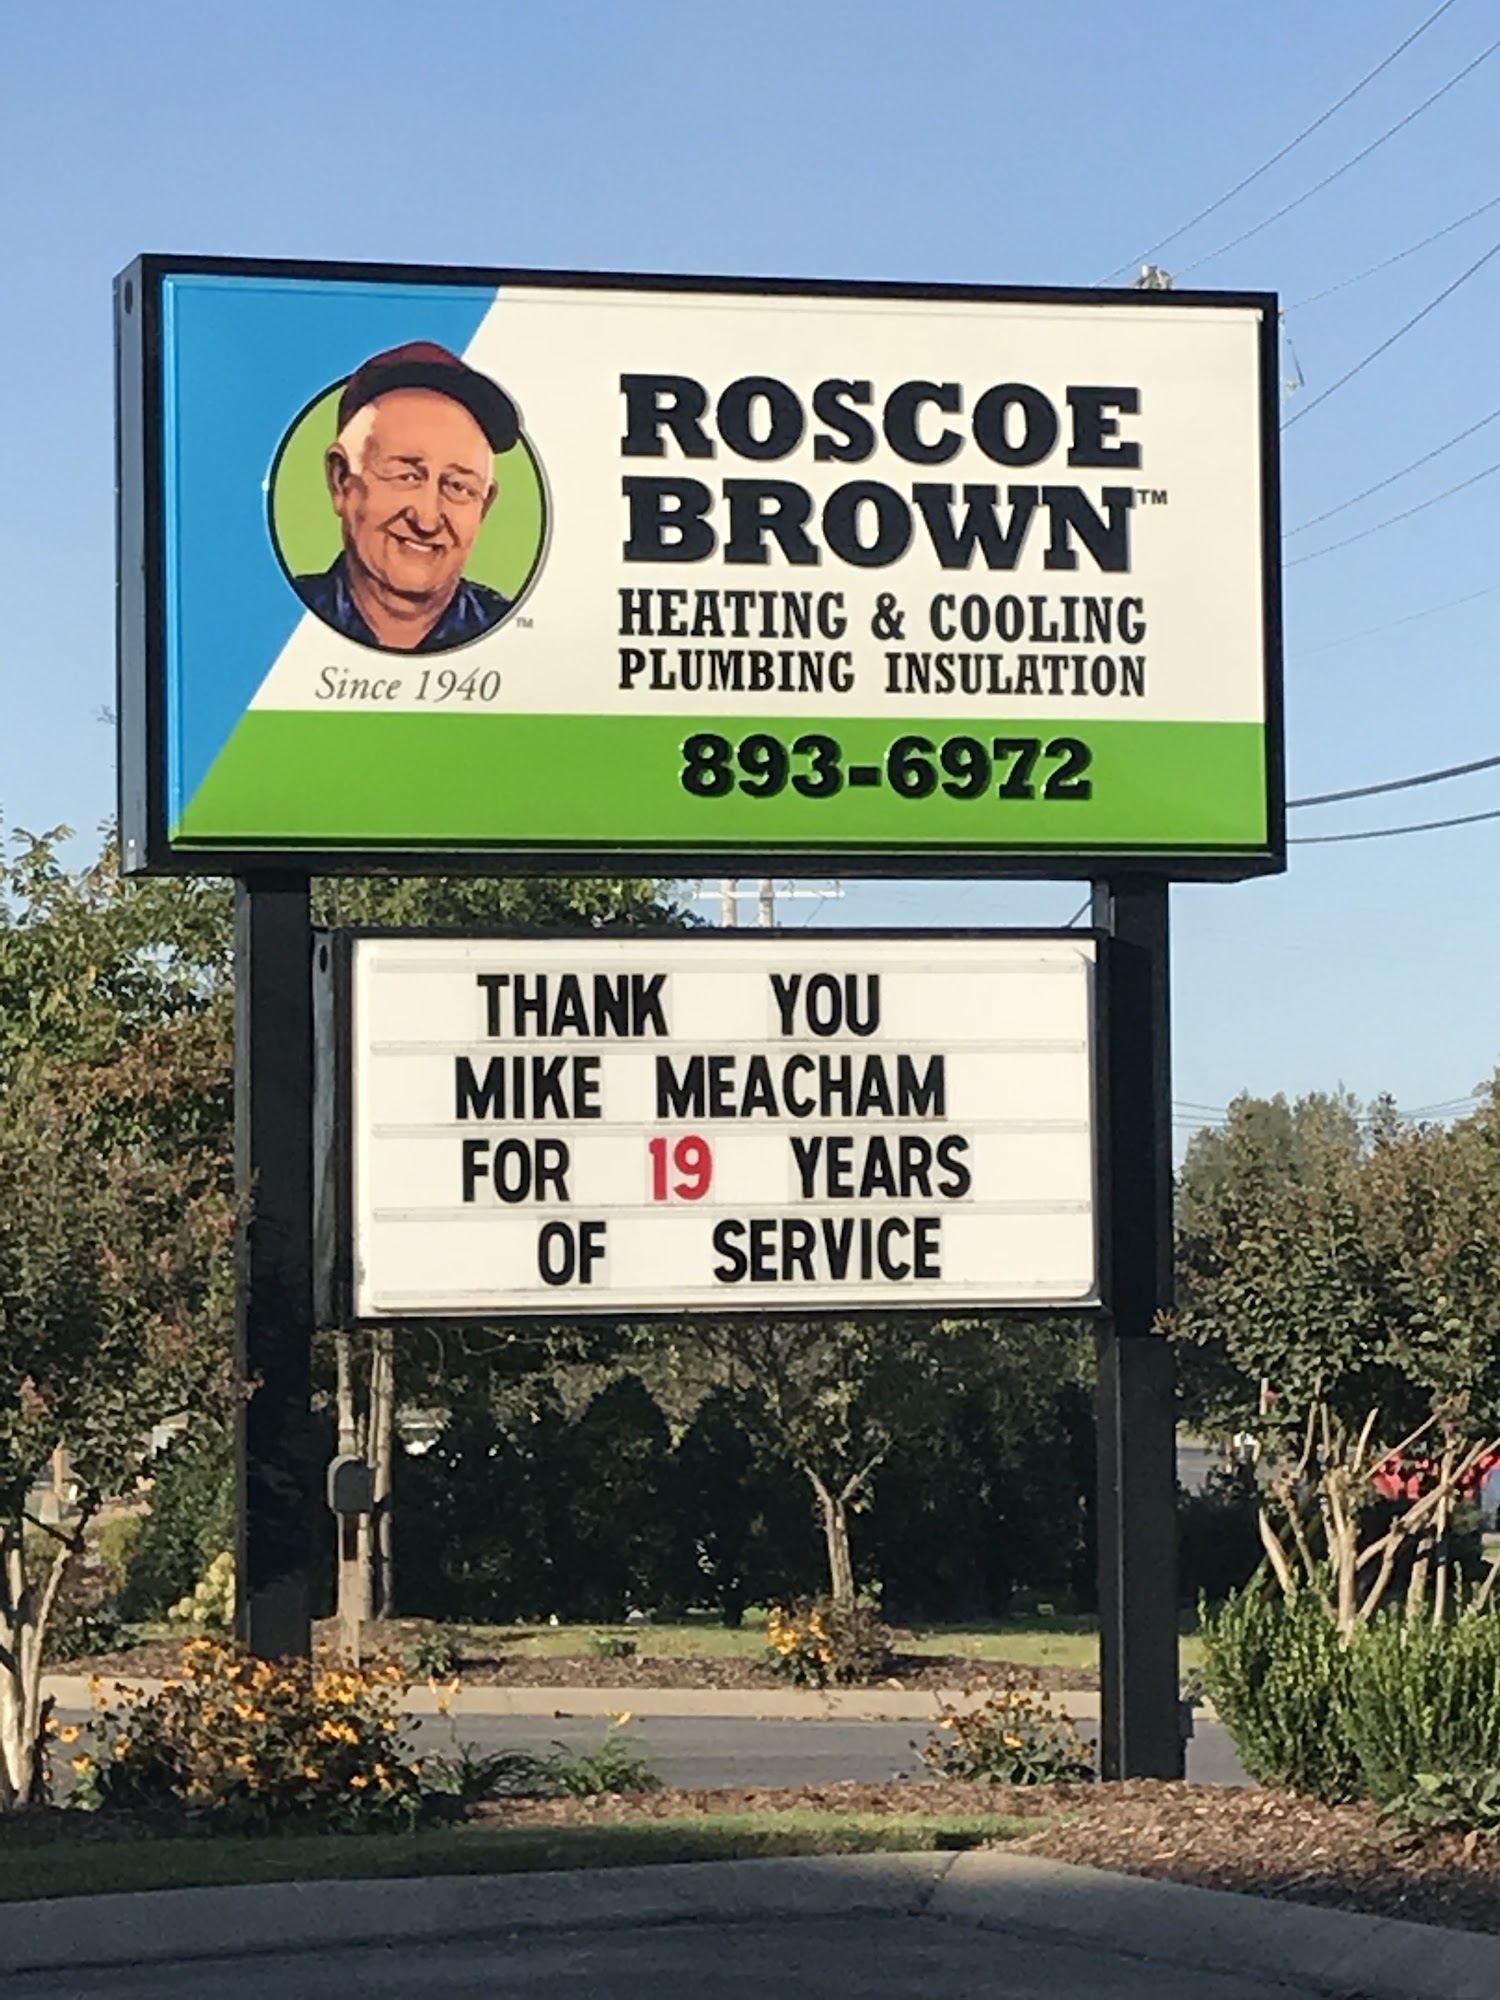 ROSCOE
BROWN™
HEATING & COOLING
PLUMBING INSULATION
™
Since 1940
893-6972
THANK YOU
MIKE MEACHAM
FOR 19 YEARS
OF SERVICE